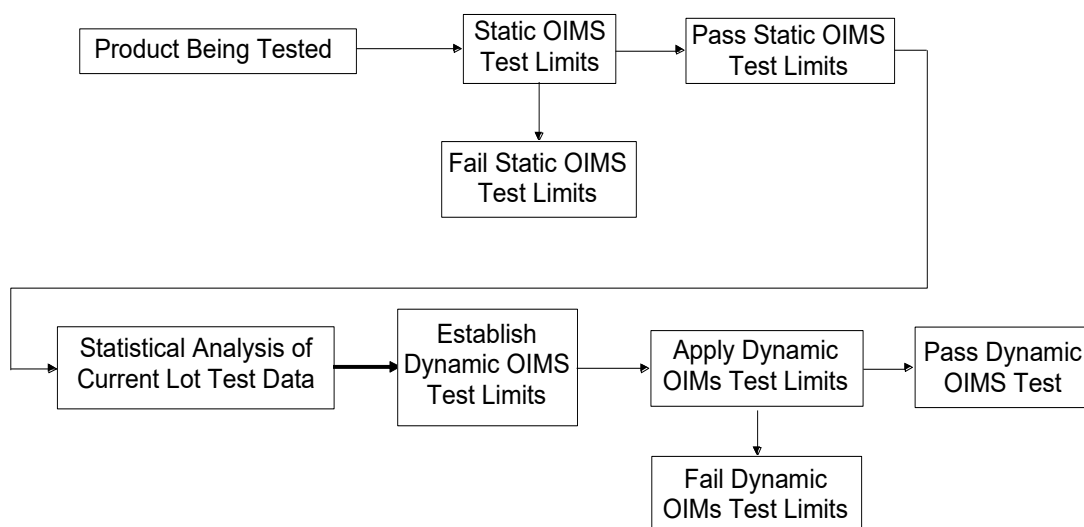 Product Being Tested
Static OIMS
Test Limits
Pass Static OIMS
Test Limits
Fail Static OIMS
Test Limits
Statistical Analysis of
Current Lot Test Data
Establish
Dynamic OIMS
Test Limits
Apply Dynamic
OIMs Test Limits
Pass Dynamic
OIMS Test
Fail Dynamic
OIMs Test Limits